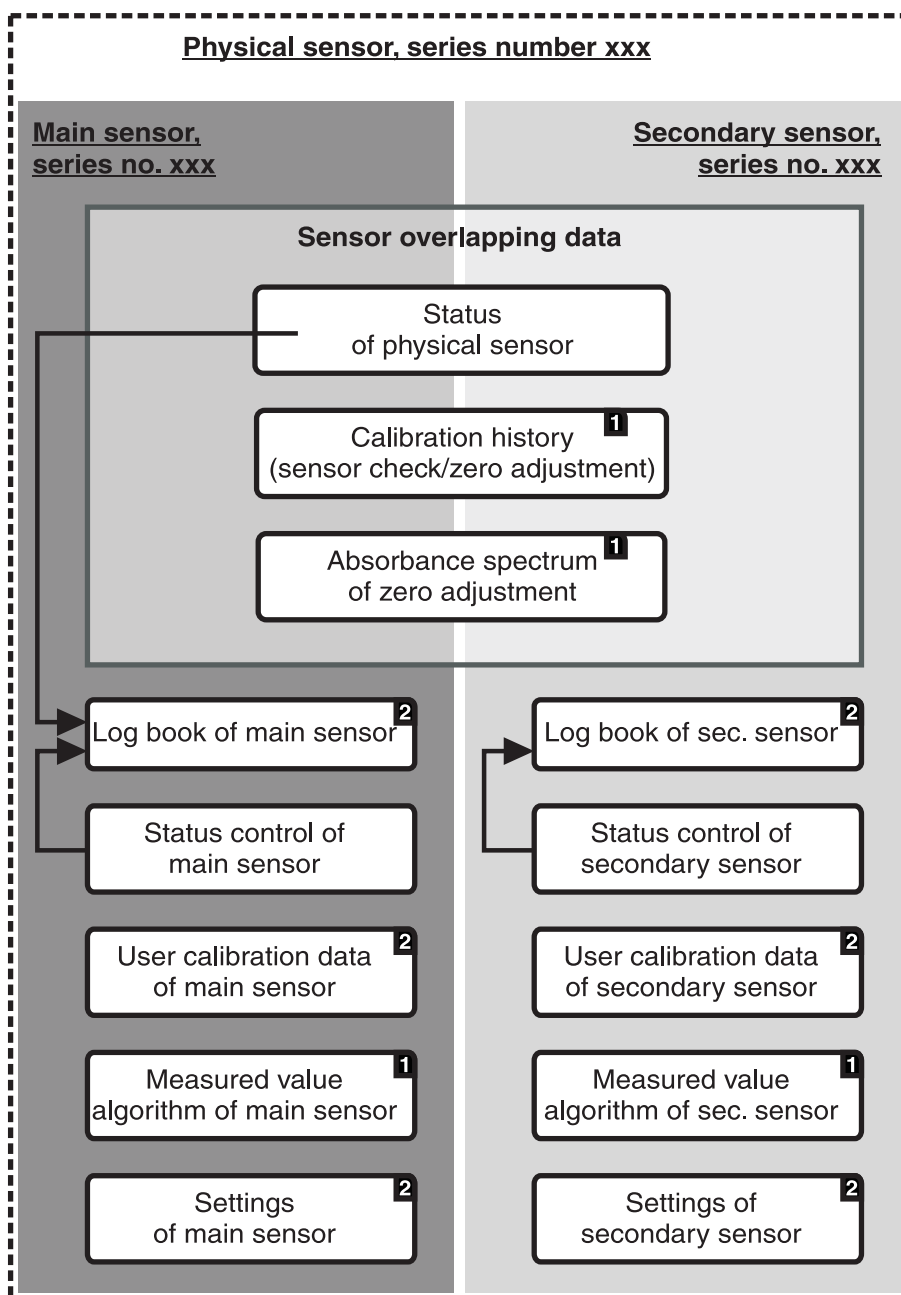 Physical sensor, series number xxx
Main sensor,
series no. xxx
Secondary sensor,
series no. xxx
Sensor overlapping data
Status
of physical sensor
1
Calibration history
(sensor check/zero adjustment)
1
Absorbance spectrum
of zero adjustment
2
Log book of main sensor
2
Log book of sec. sensor
Status control of
main sensor
Status control of
secondary sensor
2
User calibration data
of main sensor
2
User calibration data
of secondary sensor
1
Measured value
algorithm of main sensor
1
Measured value
algorithm of sec. sensor
2
Settings
of main sensor
2
Settings of
secondary sensor